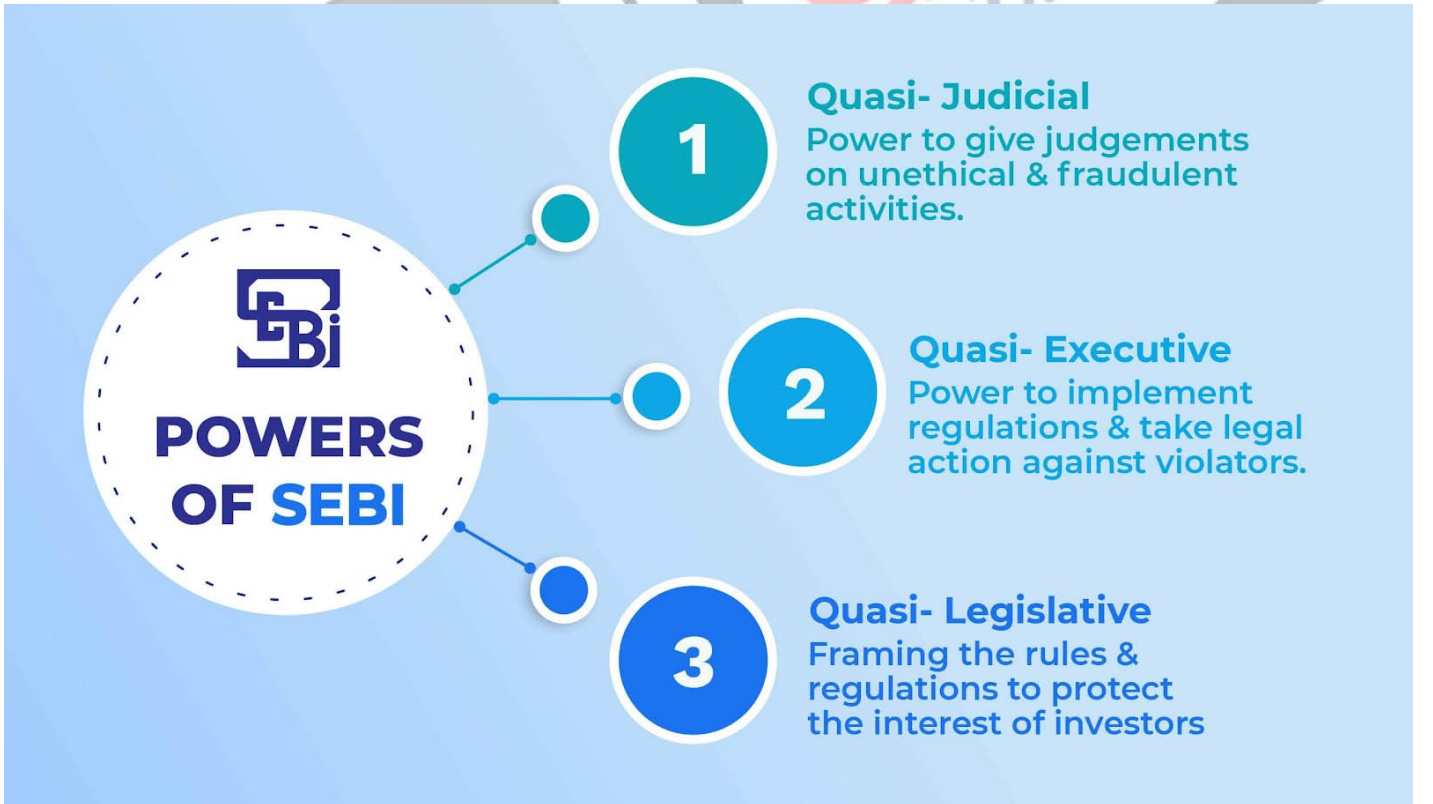 SEBi
POWERS
OF SEBI
1
Quasi- Judicial
Power to give judgements
on unethical & fraudulent
activities.
2
Quasi- Executive
Power to implement
regulations & take legal
action against violators.
3
Quasi- Legislative
Framing the rules &
regulations to protect
the interest of investors